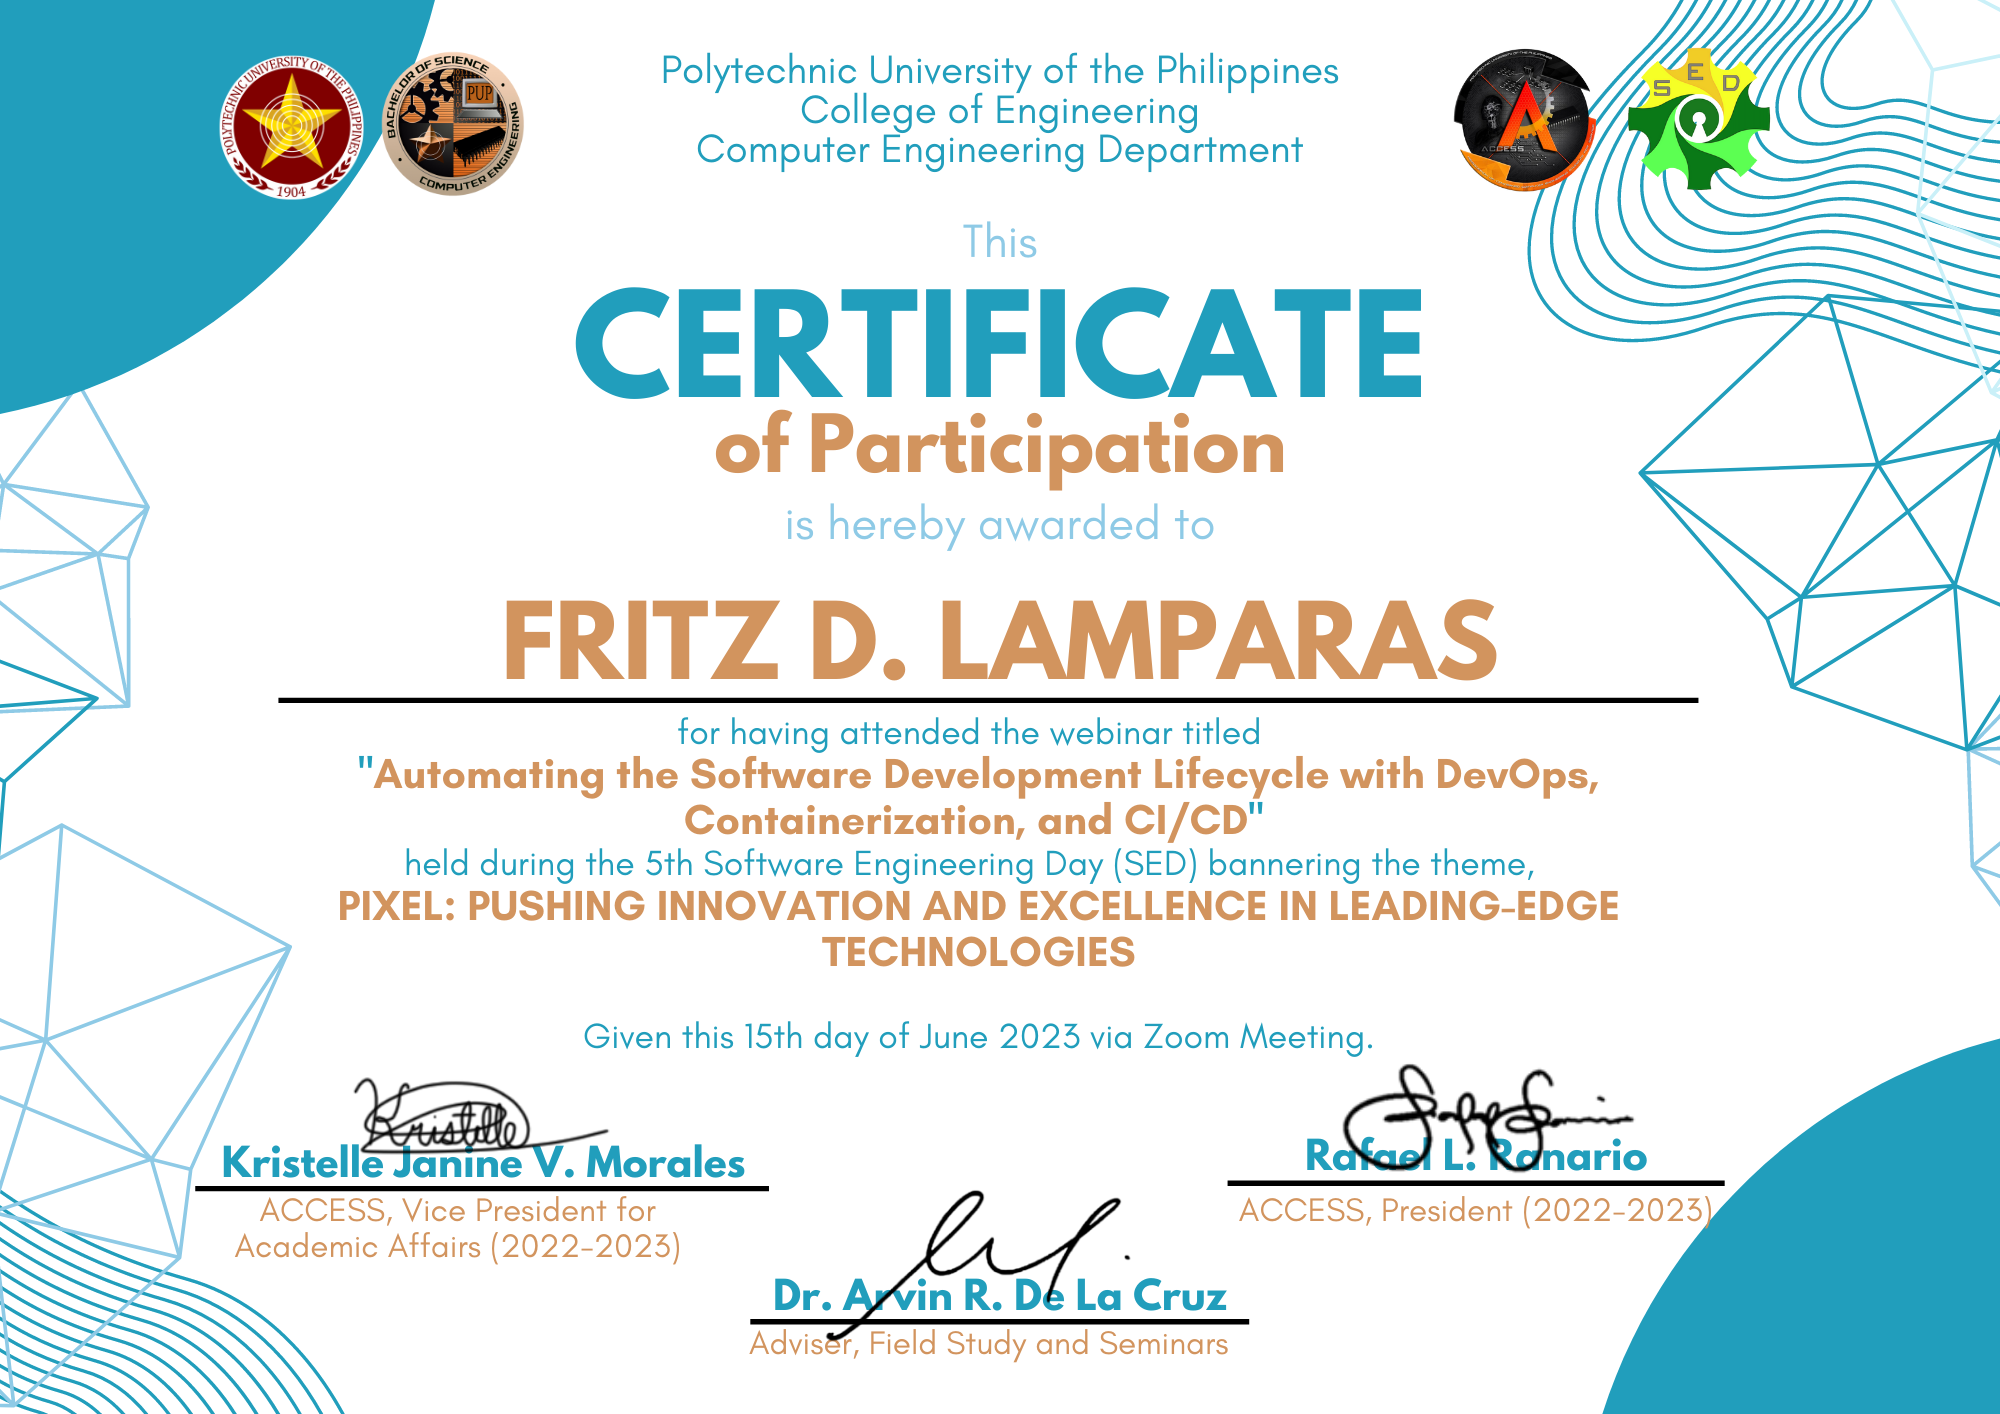 POLYTECHNIC UNIVERSITY OF THE PHILIPPINES
1904
BACHELOR OF SCIENCE
PUP
COMPUTER ENGINEERING
Polytechnic University of the Philippines
College of Engineering
Computer Engineering Department
ACCESS
SED
This
CERTIFICATE
of Participation
is hereby awarded to
FRITZ D. LAMPARAS
for having attended the webinar titled
"Automating the Software Development Lifecycle with DevOps,
Containerization, and CI/CD"
held during the 5th Software Engineering Day (SED) bannering the theme,
PIXEL: PUSHING INNOVATION AND EXCELLENCE IN LEADING-EDGE
TECHNOLOGIES
Given this 15th day of June 2023 via Zoom Meeting.
Kristelle
Kristelle Janine V. Morales
ACCESS, Vice President for
Academic Affairs (2022-2023)
Rafael L. Ranario
ACCESS, President (2022-2023)
Dr. Arvin R. De La Cruz
Adviser, Field Study and Seminars